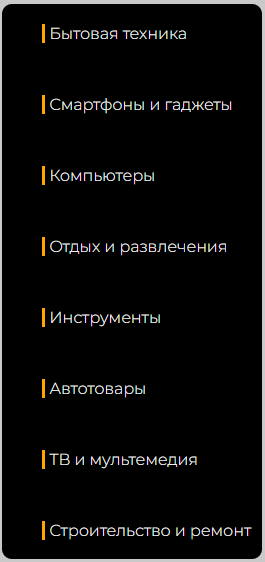 Бытовая техника
Смартфоны и гаджеты
Компьютеры
Отдых и развлечения
Инструменты
Автотовары
ТВ и мультемедия
Строительство и ремонт